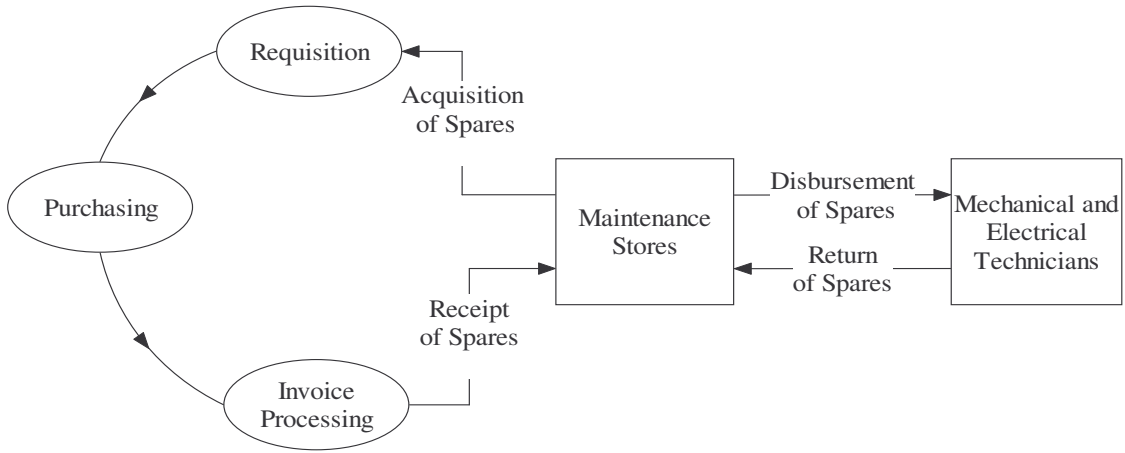 Requisition
Acquisition
of Spares
Purchasing
Maintenance
Stores
Disbursement
of Spares
Mechanical and
Electrical
Technicians
Return
of Spares
Receipt
of Spares
Invoice
Processing